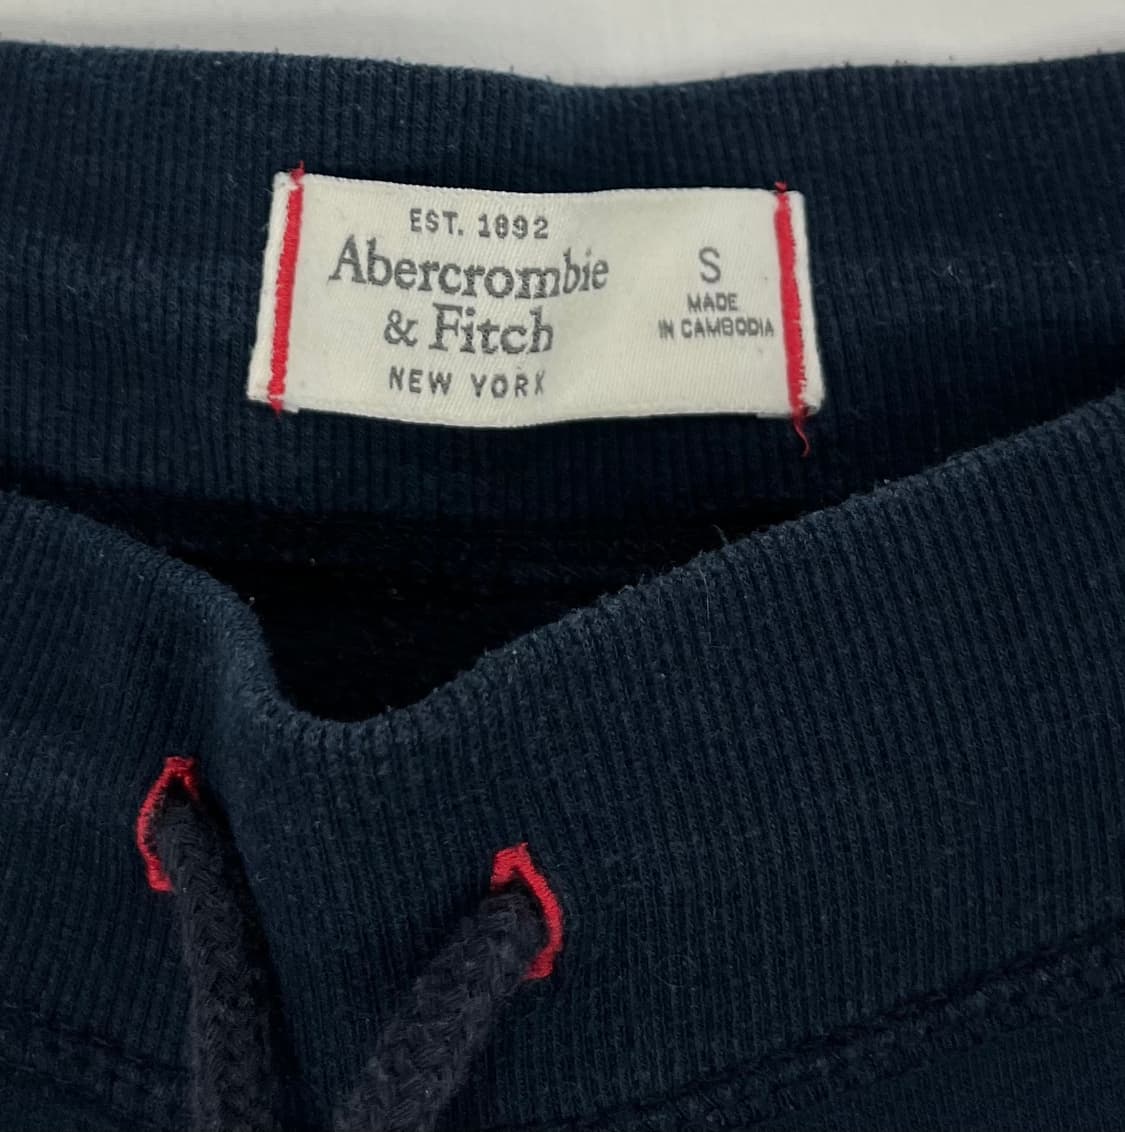 EST. 1892
Abercrombie
& Fitch
NEW YORK
S
MADE
IN CAMBODIA